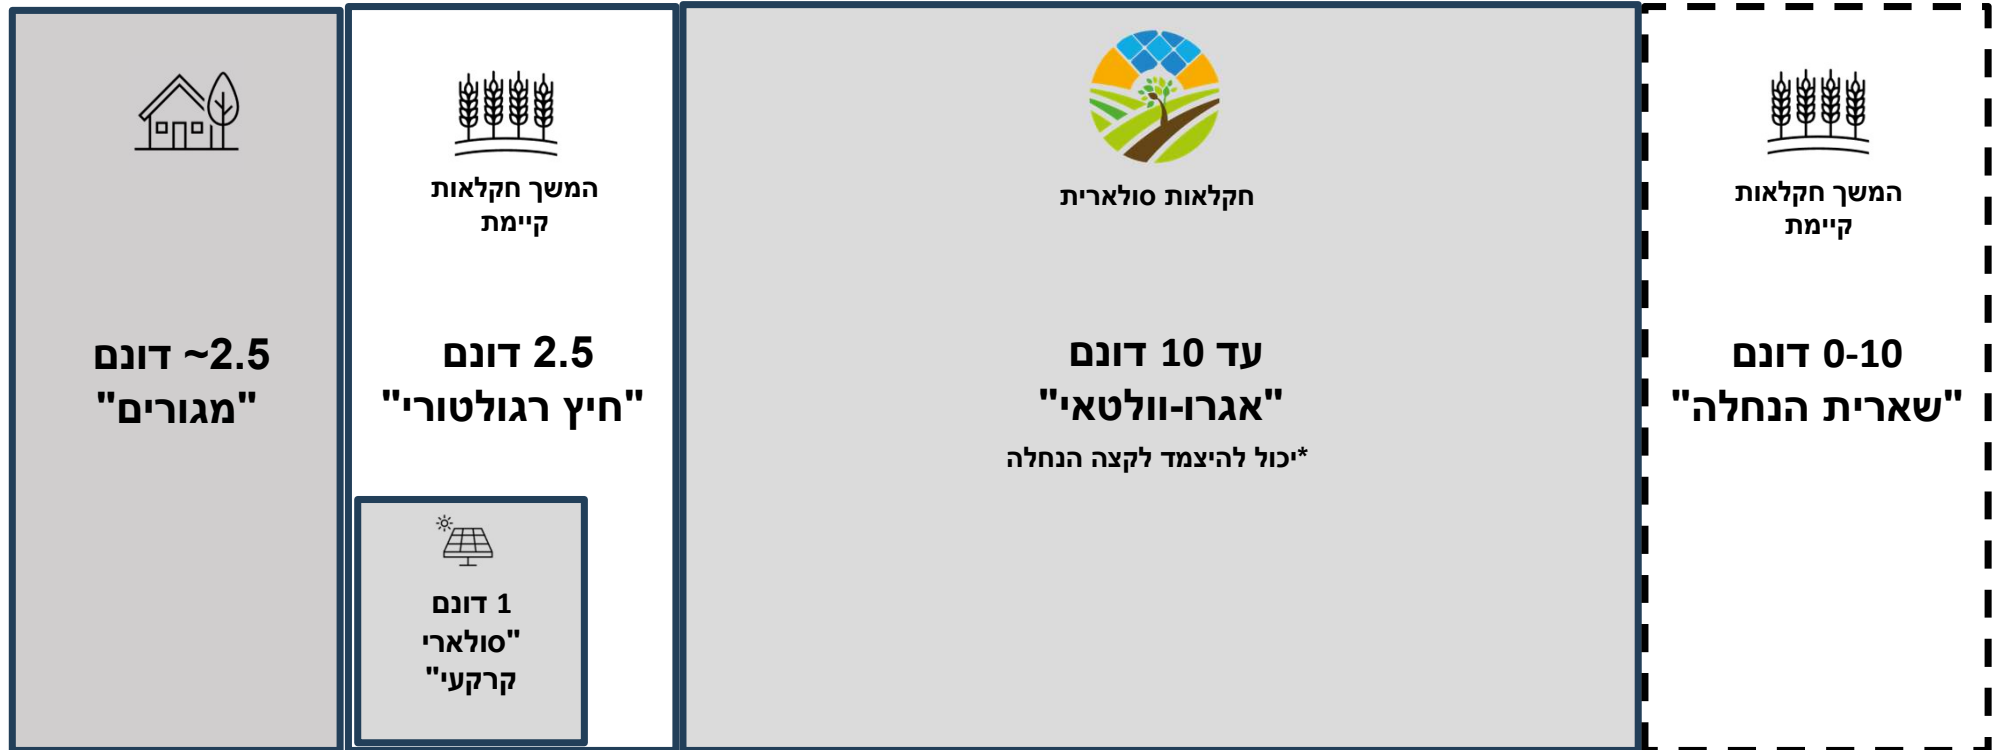 המשך חקלאות
קיימת
0-10 דונם
"שארית הנחלה"
חקלאות סולארית
עד 10 דונם
"אגרו-וולטאי"
*יכול להיצמד לקצה הנחלה
המשך חקלאות
קיימת
2.5 דונם
"חיץ רגולטורי"
1 דונם
"סולארי
קרקעי"
~2.5 דונם
"מגורים"